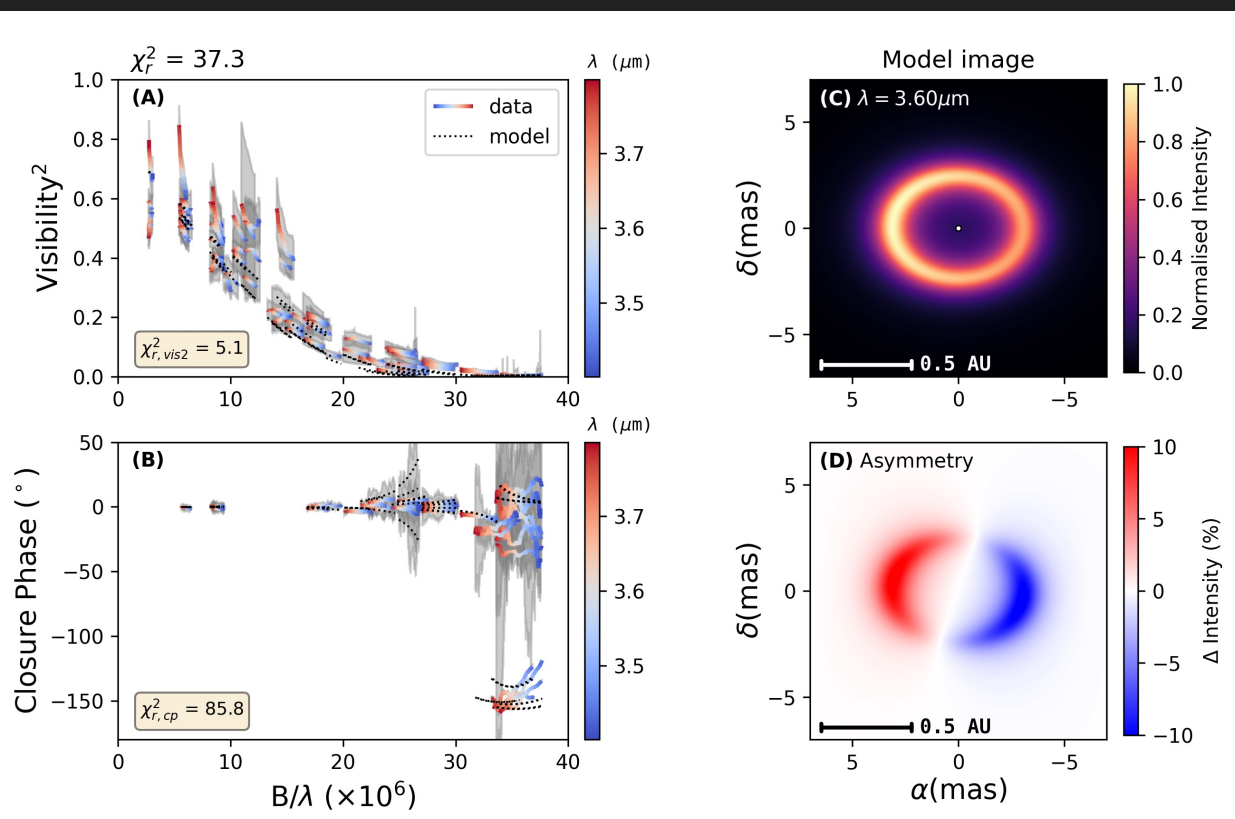 χ²ᵣ = 37.3
λ (μm)
Model image
(A)
data
model
Visibility²
1.0
0.8
0.6
0.4
0.2
0.0
χ²ᵣ,ᵥᵢₛ₂ = 5.1
0 10 20 30 40
3.7
3.6
3.5
(C) λ = 3.60μm
δ(mas)
5
0
−5
0.5 AU
5 0 −5
1.0
0.8
0.6
0.4
0.2
0.0
Normalised Intensity
λ (μm)
(B)
Closure Phase (°)
50
0
−50
−100
−150
χ²r,cp = 85.8
0 10 20 30 40
B/λ (×10⁶)
3.7
3.6
3.5
(D) Asymmetry
δ(mas)
5
0
−5
0.5 AU
5 0 −5
α(mas)
10
5
0
−5
−10
Δ Intensity (%)